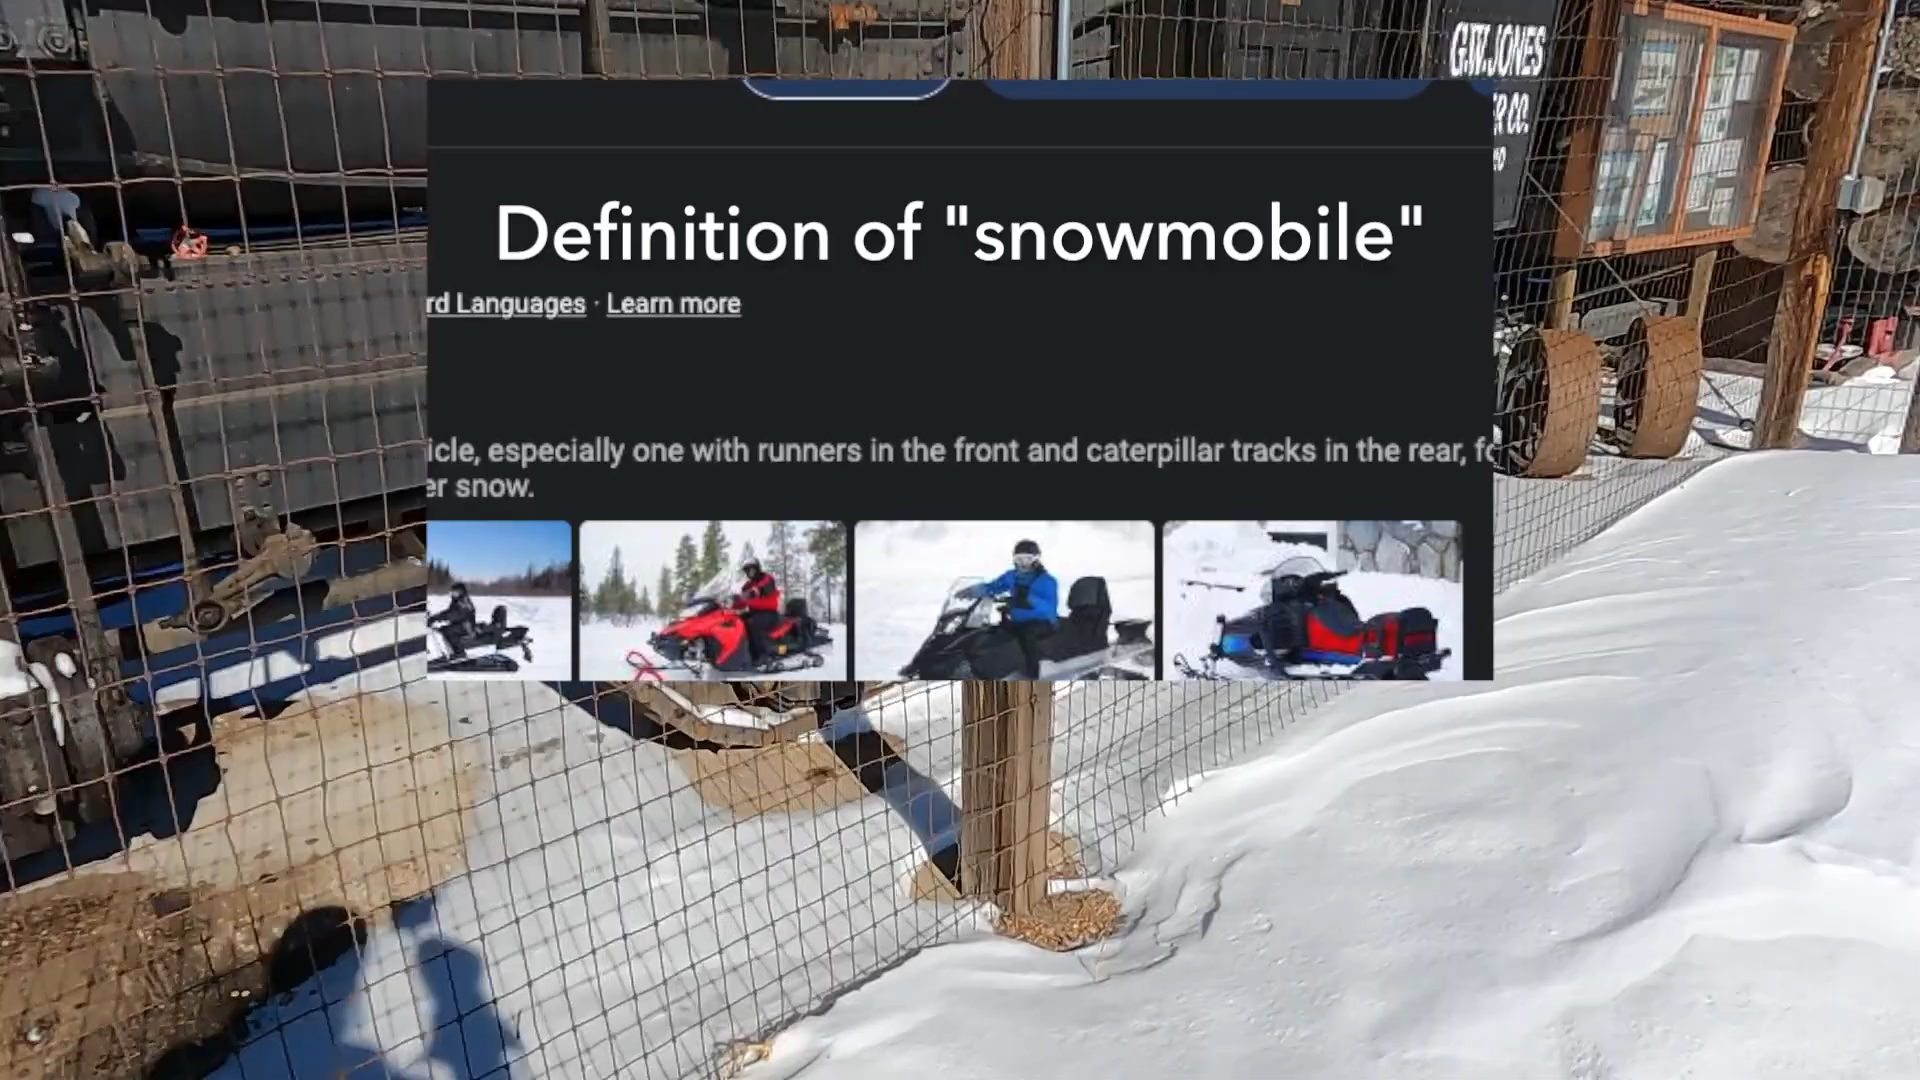 G.W. JONES
R CO.
Definition of "snowmobile"
rd Languages · Learn more
icle, especially one with runners in the front and caterpillar tracks in the rear, fo
er snow.